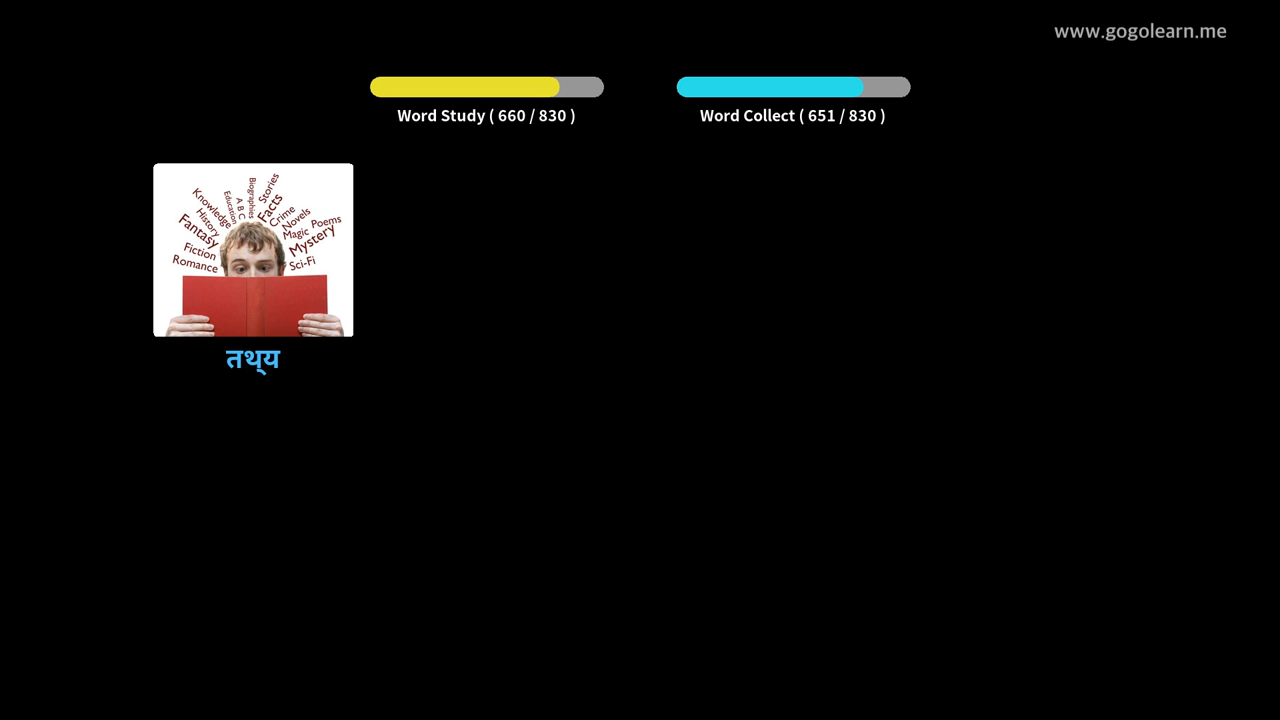 www.gogolearn.me
Word Study ( 660 / 830 )
Word Collect ( 651 / 830 )
Stories
Biographies
Facts
A B C
Education
Knowledge
Crime
History
Novels
Poems
Fantasy
Magic
Mystery
Fiction
Romance
Sci-Fi
तथ्य